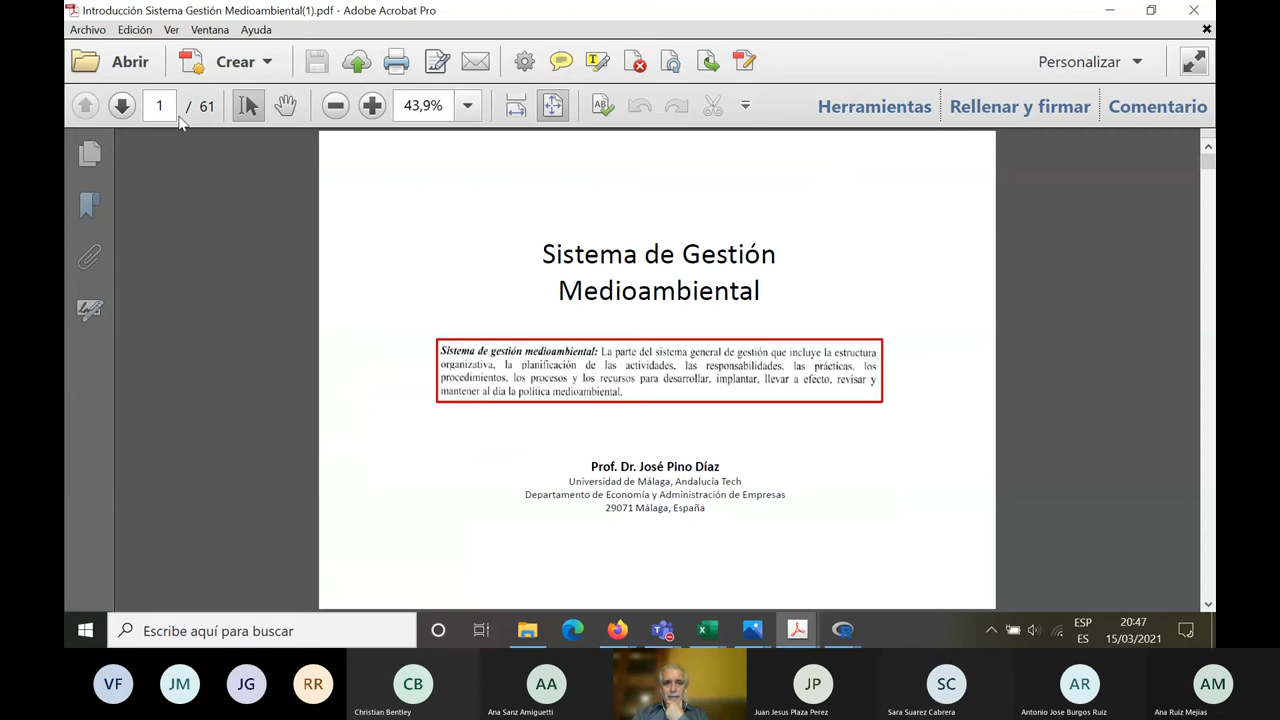 Introducción Sistema Gestión Medioambiental(1).pdf - Adobe Acrobat Pro
Archivo Edición Ver Ventana Ayuda
Abrir Crear Personalizar
1 / 61 43,9% Herramientas Rellenar y firmar Comentario
Sistema de Gestión
Medioambiental
Sistema de gestión medioambiental: La parte del sistema general de gestión que incluye la estructura
organizativa, la planificación de las actividades, las responsabilidades, las prácticas, los
procedimientos, los procesos y los recursos para desarrollar, implantar, llevar a efecto, revisar y
mantener al día la política medioambiental.
Prof. Dr. José Pino Díaz
Universidad de Málaga, Andalucía Tech
Departamento de Economía y Administración de Empresas
29071 Málaga, España
Escribe aquí para buscar
ESP
ES
20:47
15/03/2021
VF JM JG RR CB AA JP SC AR AM
Christian Bentley Ana Sanz Amiguetti Juan Jesus Plaza Perez Sara Suarez Cabrera Antonio Jose Burgos Ruiz Ana Ruiz Mejias